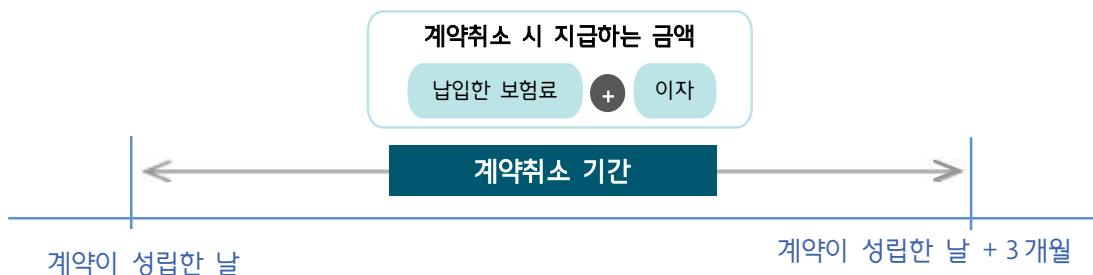 계약취소 시 지급하는 금액
납입한 보험료 + 이자
계약취소 기간
계약이 성립한 날
계약이 성립한 날 + 3개월